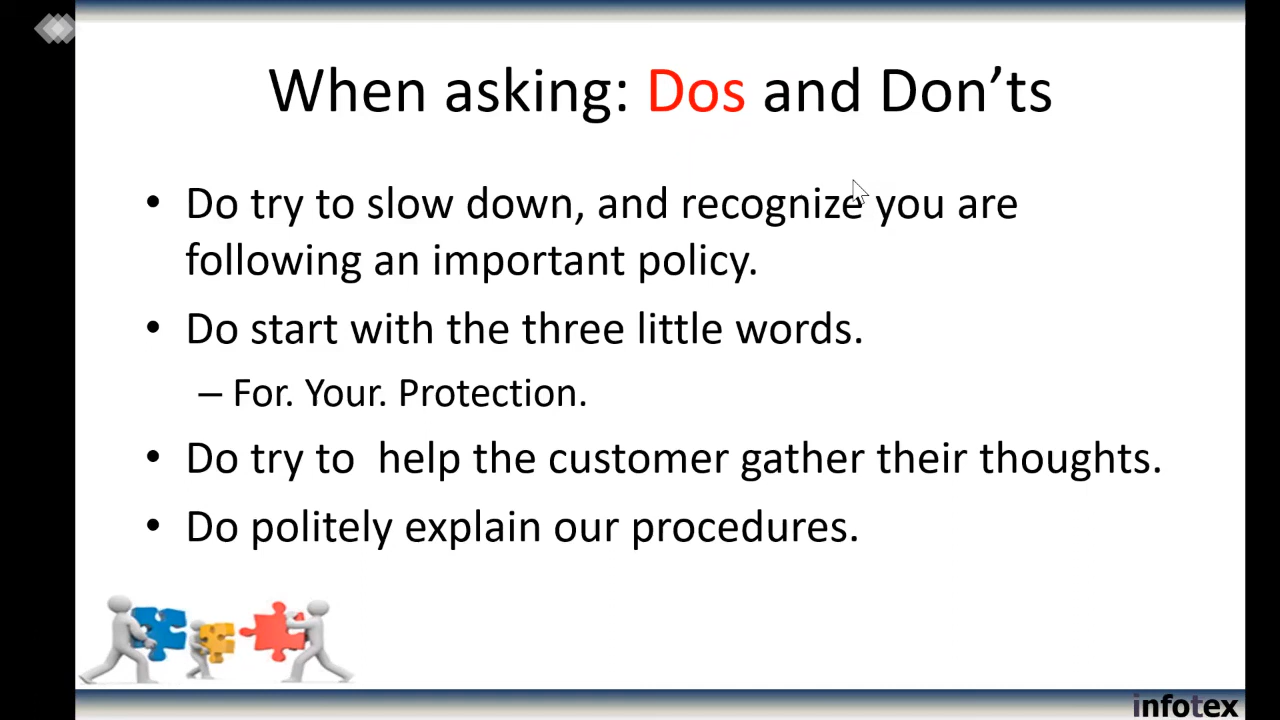 When asking: Dos and Don’ts
• Do try to slow down, and recognize you are
following an important policy.
• Do start with the three little words.
– For. Your. Protection.
• Do try to  help the customer gather their thoughts.
• Do politely explain our procedures.
infotex